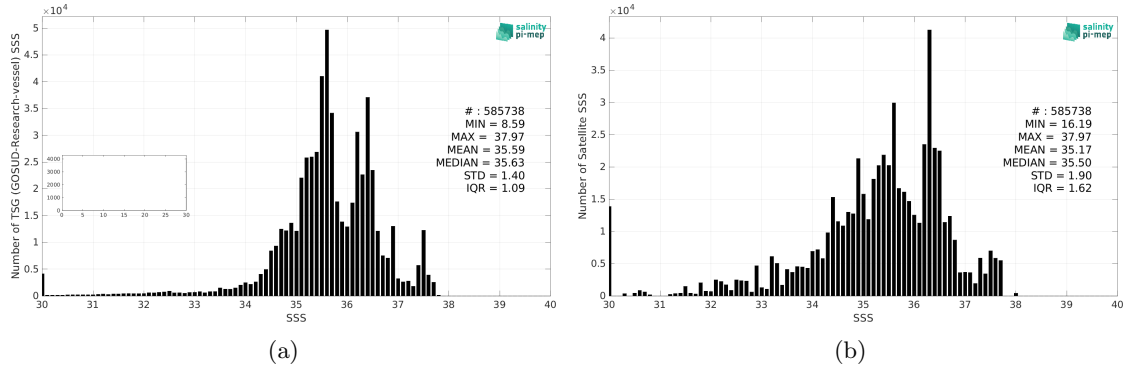 ×10⁴
5
4.5
4
3.5
3
2.5
2
1.5
1
0.5
0
Number of TSG (GOSUD-Research-vessel) SSS
salinity
pi-mep
# : 585738
MIN = 8.59
MAX = 37.97
MEAN = 35.59
MEDIAN = 35.63
STD = 1.40
IQR = 1.09
4000
3000
2000
1000
0
0 5 10 15 20 25 30
30 31 32 33 34 35 36 37 38 39 40
SSS
(a)
×10⁴
4
3.5
3
2.5
2
1.5
1
0.5
0
Number of Satellite SSS
salinity
pi-mep
# : 585738
MIN = 16.19
MAX = 37.97
MEAN = 35.17
MEDIAN = 35.50
STD = 1.90
IQR = 1.62
30 31 32 33 34 35 36 37 38 39 40
SSS
(b)